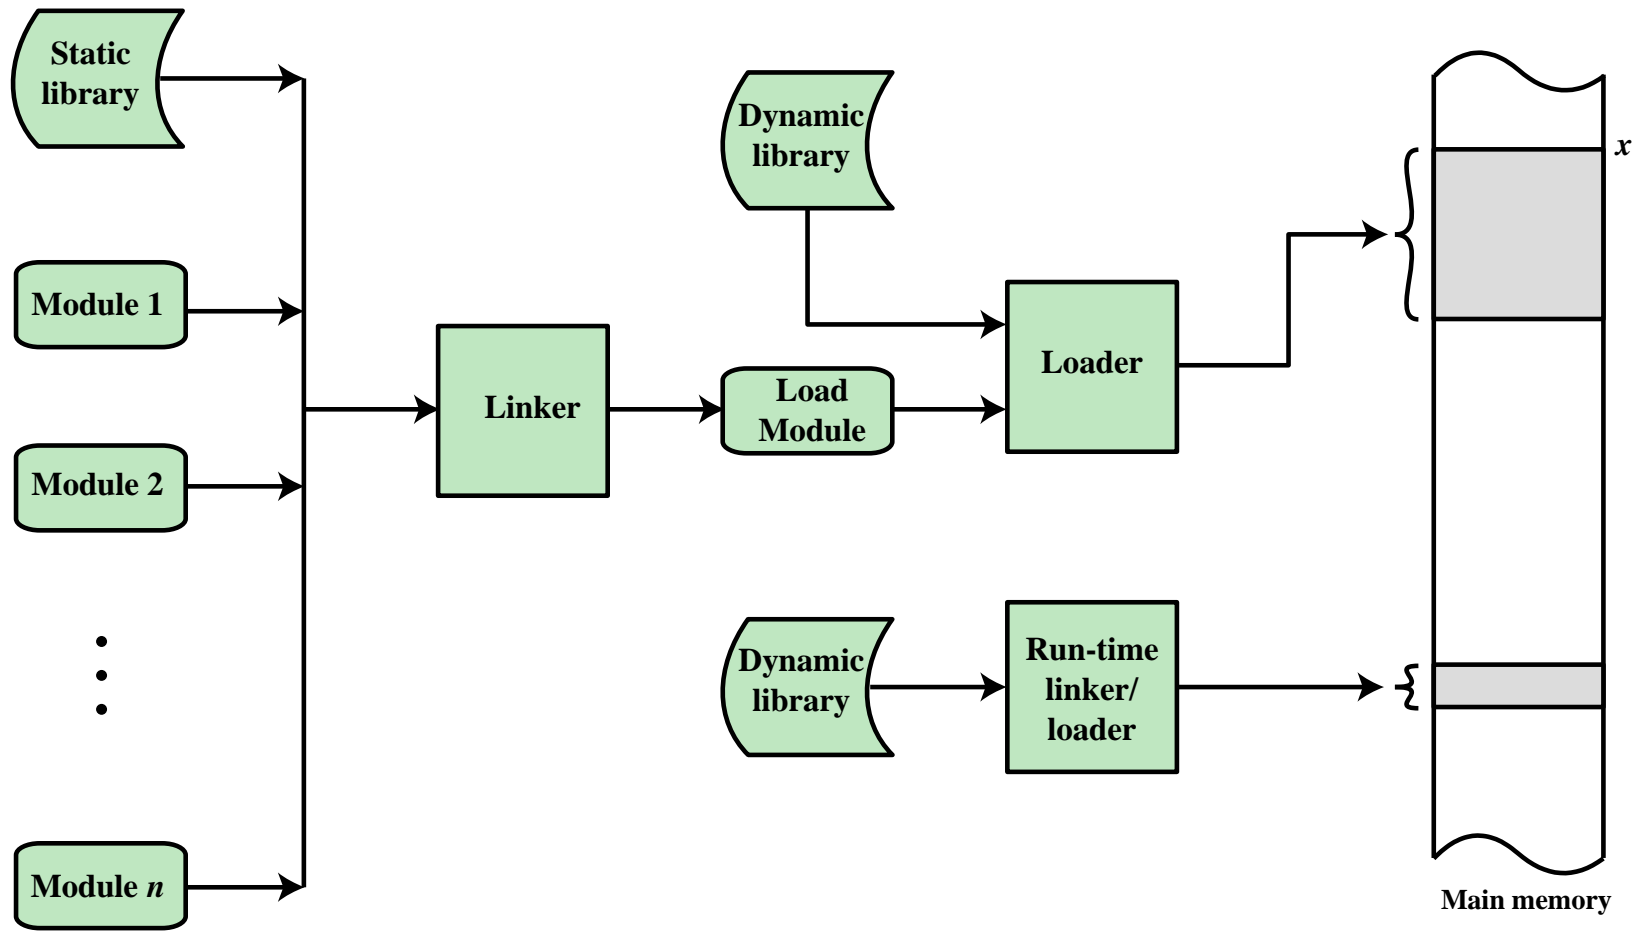 Static
library
Module 1
Module 2
Module n
Linker
Dynamic
library
Load
Module
Loader
Dynamic
library
Run-time
linker/
loader
x
Main memory